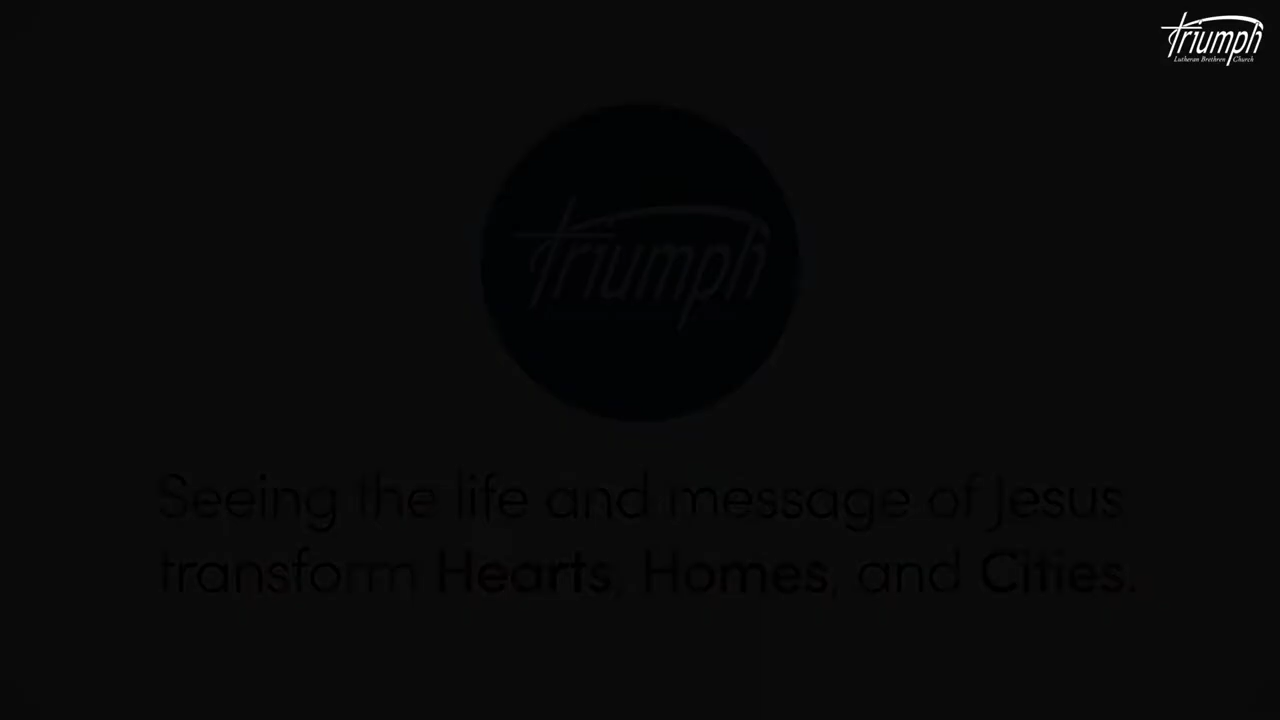 Triumph
Lutheran Brethren Church
Triumph
Seeing the life and message of Jesus
transform Hearts, Homes, and Cities.